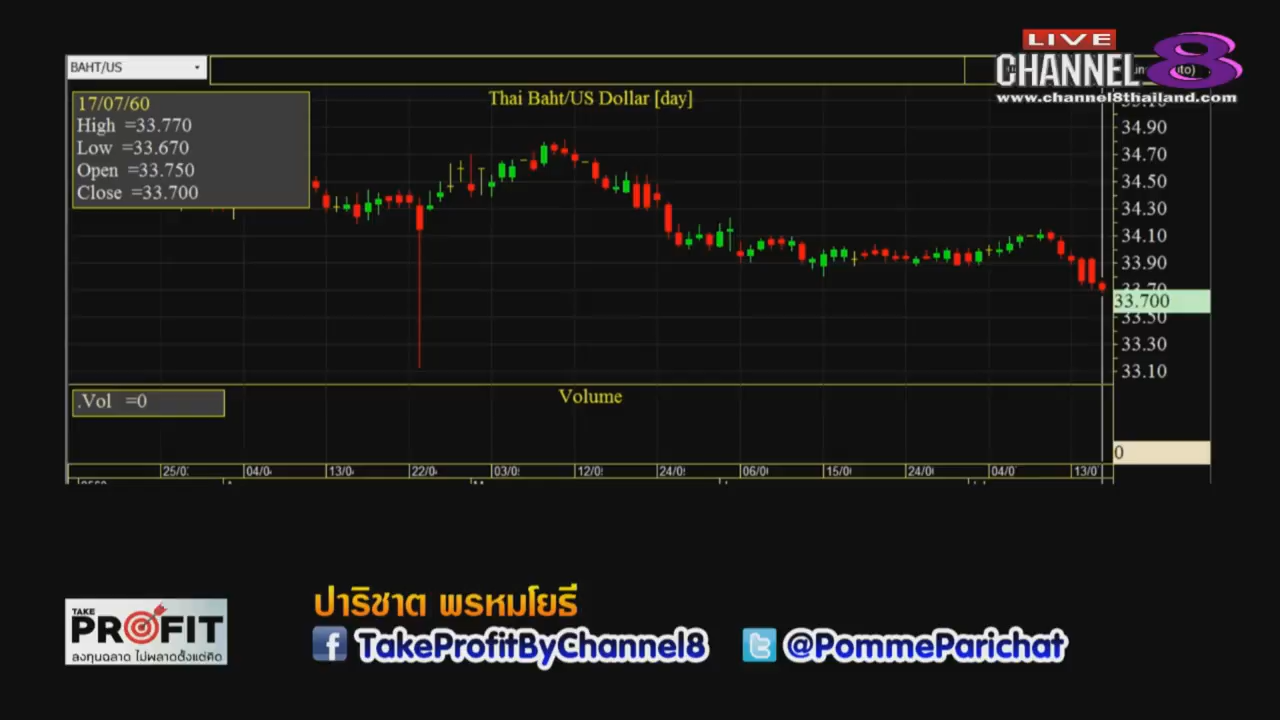 LIVE
CHANNEL 8
www.channel8thailand.com
BAHT/US
17/07/60
High =33.770
Low =33.670
Open =33.750
Close =33.700
Thai Baht/US Dollar [day]
34.90
34.70
34.50
34.30
34.10
33.90
33.70
33.700
33.50
33.30
33.10
.Vol =0
Volume
0
25/0
04/0
13/0
22/0
03/0
12/0
24/0
06/0
15/0
24/0
04/0
13/0
TAKE
PROFIT
ลงทุนฉลาด ไม่พลาดตั้งแต่คิด
ปาริชาต พรหมโยธี
TakeProfitByChannel8
@PommeParichat